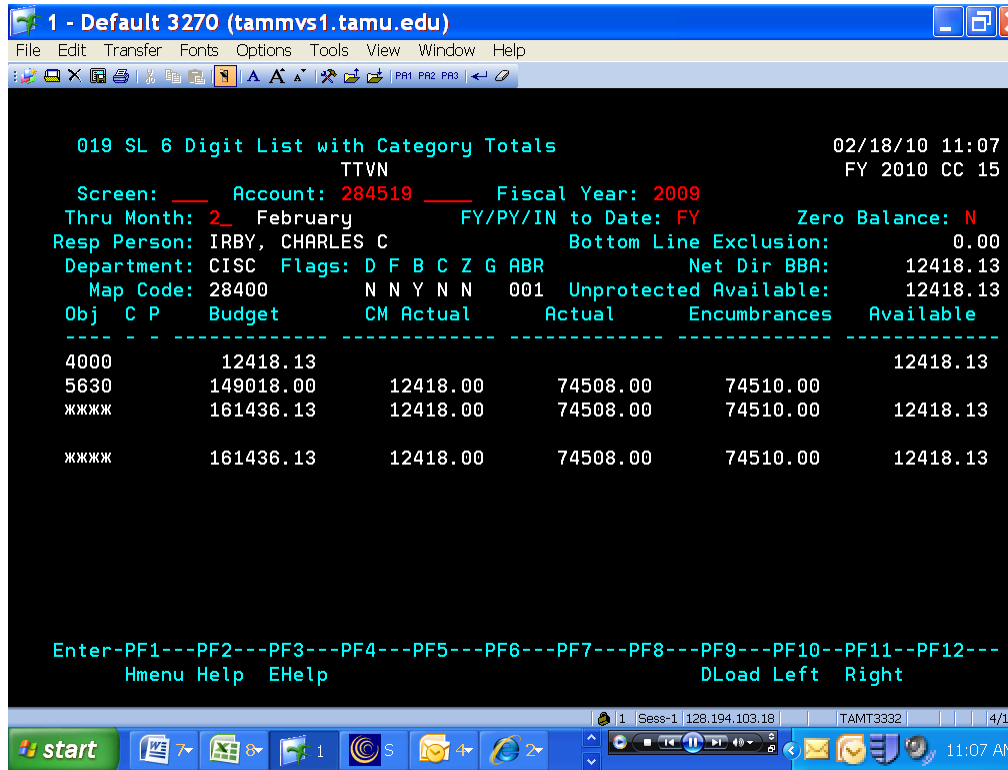 1 - Default 3270 (tammvs1.tamu.edu)
File Edit Transfer Fonts Options Tools View Window Help
A A A PA1 PA2 PA3
019 SL 6 Digit List with Category Totals 02/18/10 11:07
TTVN FY 2010 CC 15
Screen: ___ Account: 284519 ____ Fiscal Year: 2009
Thru Month: 2_ February FY/PY/IN to Date: FY Zero Balance: N
Resp Person: IRBY, CHARLES C Bottom Line Exclusion: 0.00
Department: CISC Flags: D F B C Z G ABR Net Dir BBA: 12418.13
Map Code: 28400 N N Y N N 001 Unprotected Available: 12418.13
Obj C P Budget CM Actual Actual Encumbrances Available
---- - - ------------- ------------- ------------- ------------- -------------
4000 12418.13 12418.13
5630 149018.00 12418.00 74508.00 74510.00
**** 161436.13 12418.00 74508.00 74510.00 12418.13
**** 161436.13 12418.00 74508.00 74510.00 12418.13
Enter-PF1---PF2---PF3---PF4---PF5---PF6---PF7---PF8---PF9---PF10--PF11--PF12---
Hmenu Help EHelp DLoad Left Right
1 Sess-1 128.194.103.18 TAMT3332 4/1
start 7 8 1 S 4 2 11:07 AM